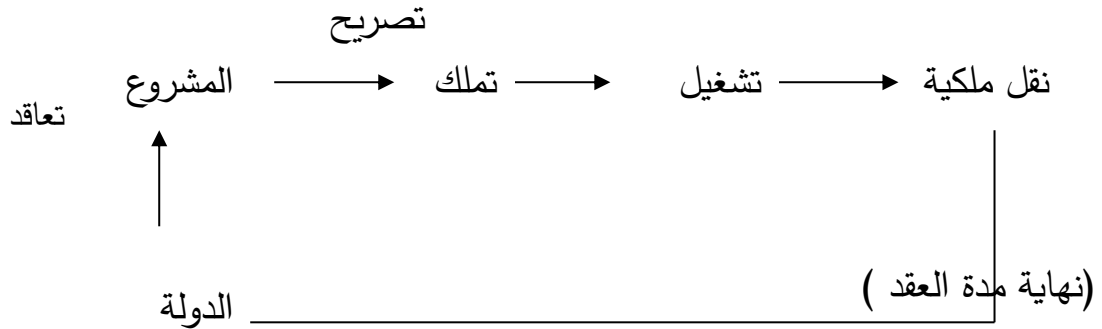 تصريح
المشروع
تملك
تشغيل
نقل ملكية
تعاقد
(نهاية مدة العقد )
الدولة